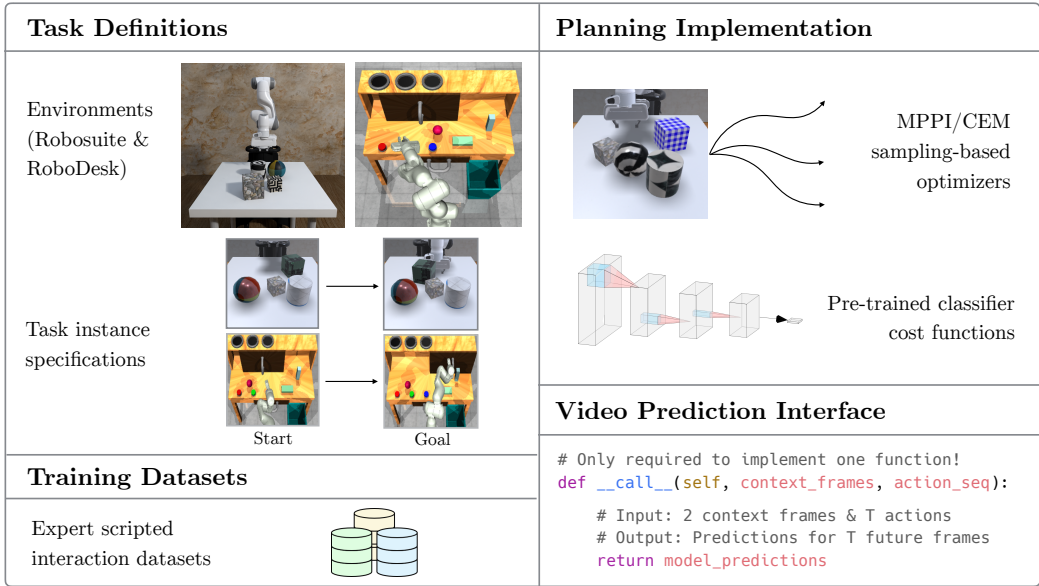 Task Definitions
Environments
(Robosuite &
RoboDesk)
Task instance
specifications
Start
Goal
Training Datasets
Expert scripted
interaction datasets
Planning Implementation
MPPI/CEM
sampling-based
optimizers
Pre-trained classifier
cost functions
Video Prediction Interface
# Only required to implement one function!
def __call__(self, context_frames, action_seq):
# Input: 2 context frames & T actions
# Output: Predictions for T future frames
return model_predictions